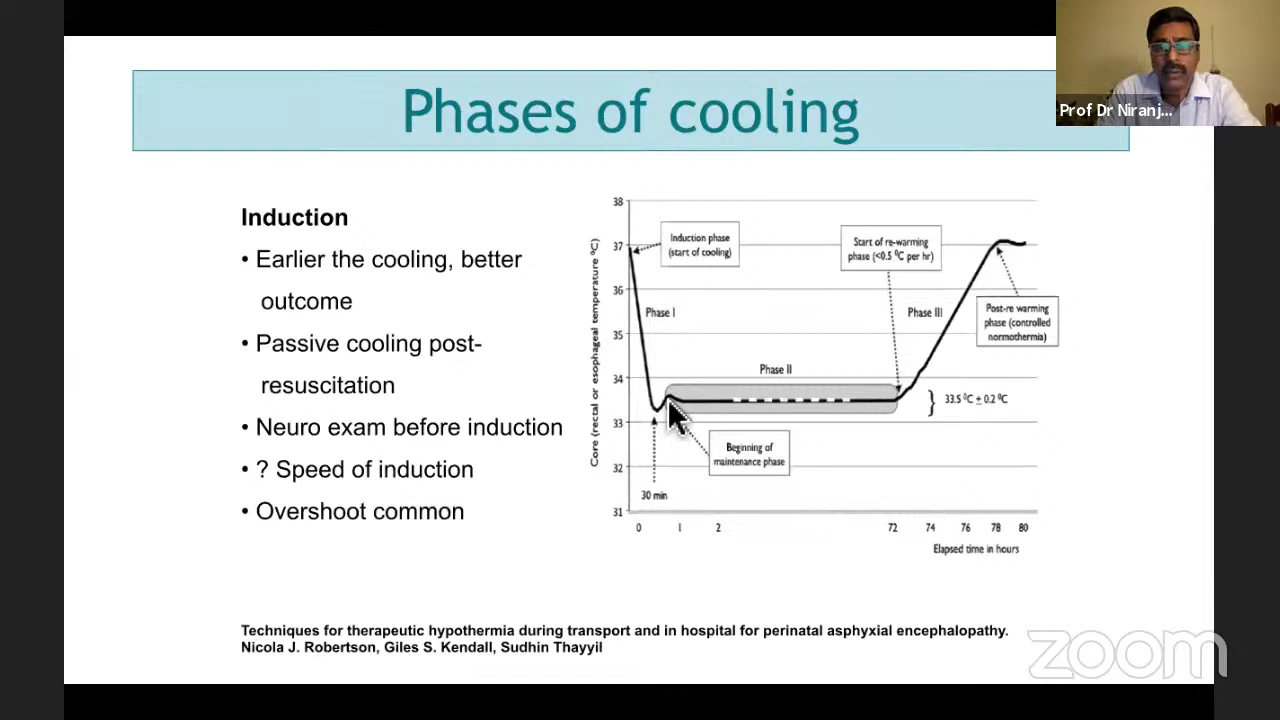 Phases of cooling
Prof Dr Niranj...
Induction
• Earlier the cooling, better
outcome
• Passive cooling post-
resuscitation
• Neuro exam before induction
• ? Speed of induction
• Overshoot common
Core (rectal or esophageal temperature ⁰C)
38
37
36
35
34
33
32
31
Induction phase
(start of cooling)
Start of re-warming
phase (<0.5 ⁰C per hr)
Phase I
Phase III
Post-re warming
phase (controlled
normothermia)
Phase II
33.5 ⁰C ± 0.2 ⁰C
Beginning of
maintenance phase
30 min
0 1 2 72 74 76 78 80
Elapsed time in hours
Techniques for therapeutic hypothermia during transport and in hospital for perinatal asphyxial encephalopathy.
Nicola J. Robertson, Giles S. Kendall, Sudhin Thayyil
zoom